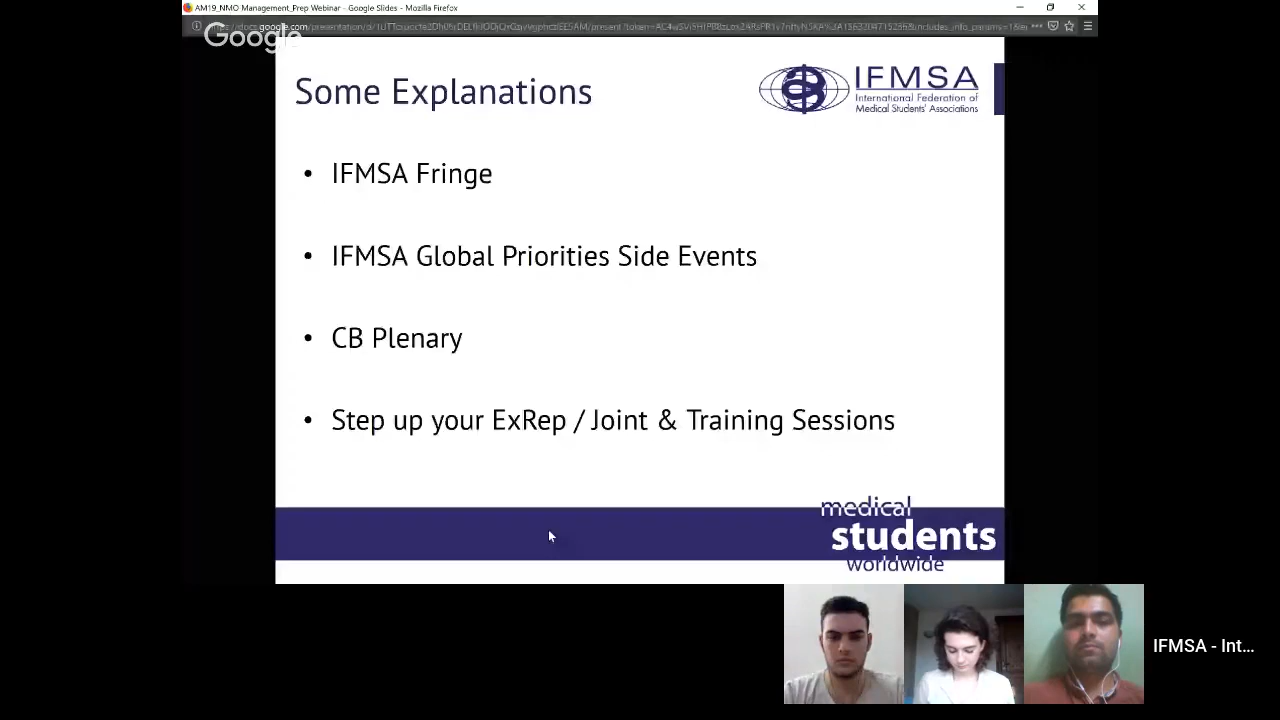 AM19_NMO Management_Prep Webinar - Google Slides - Mozilla Firefox
Google
Some Explanations
IFMSA
International Federation of
Medical Students' Associations
• IFMSA Fringe
• IFMSA Global Priorities Side Events
• CB Plenary
• Step up your ExRep / Joint & Training Sessions
medical
students
worldwide
IFMSA - Int...